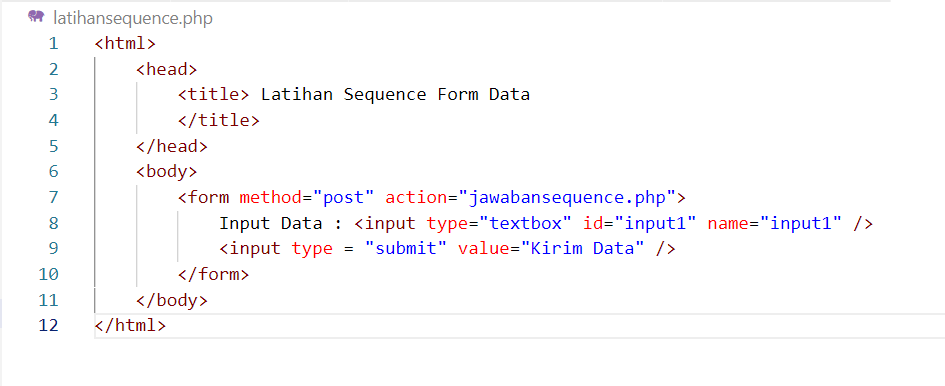 latihansequence.php
1 <html>
2 <head>
3 <title> Latihan Sequence Form Data
4 </title>
5 </head>
6 <body>
7 <form method="post" action="jawabansequence.php">
8 Input Data : <input type="textbox" id="input1" name="input1" />
9 <input type = "submit" value="Kirim Data" />
10 </form>
11 </body>
12 </html>